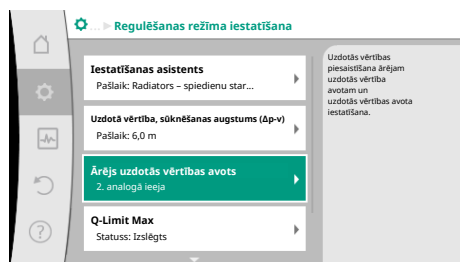 ... Regulēšanas režīma iestatīšana
Iestatīšanas asistents
Pašlaik: Radiators – spiedienu star...
Uzdotā vērtība, sūknēšanas augstums (Δp-v)
Pašlaik: 6,0 m
Ārējs uzdotās vērtības avots
2. analogā ieeja
Q-Limit Max
Statuss: Izslēgts
Uzdotās vērtības
piesaistīšana ārējam
uzdotās vērtība
avotam un
uzdotās vērtības avota
iestatīšana.
?